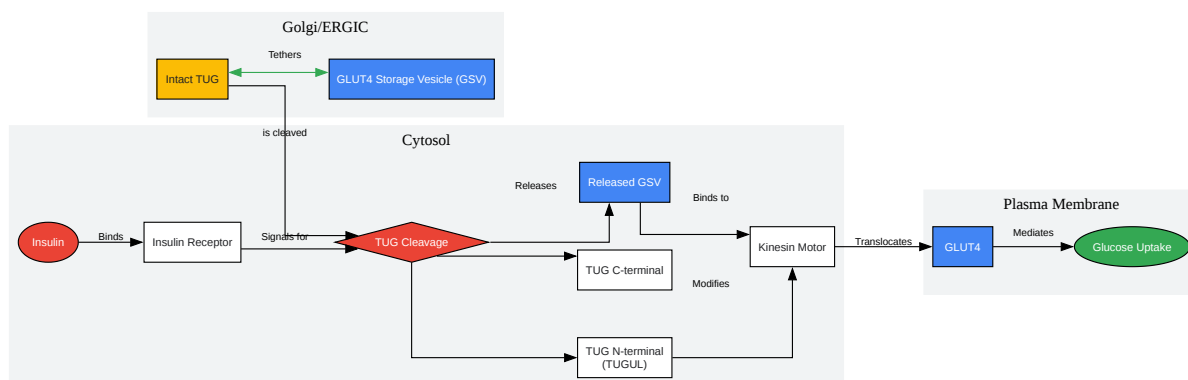 Golgi/ERGIC
Tethers
Intact TUG
GLUT4 Storage Vesicle (GSV)
is cleaved
Cytosol
Releases
Released GSV
Binds to
Plasma Membrane
Insulin
Binds
Insulin Receptor
Signals for
TUG Cleavage
Kinesin Motor
Translocates
GLUT4
Mediates
Glucose Uptake
TUG C-terminal
Modifies
TUG N-terminal
(TUGUL)